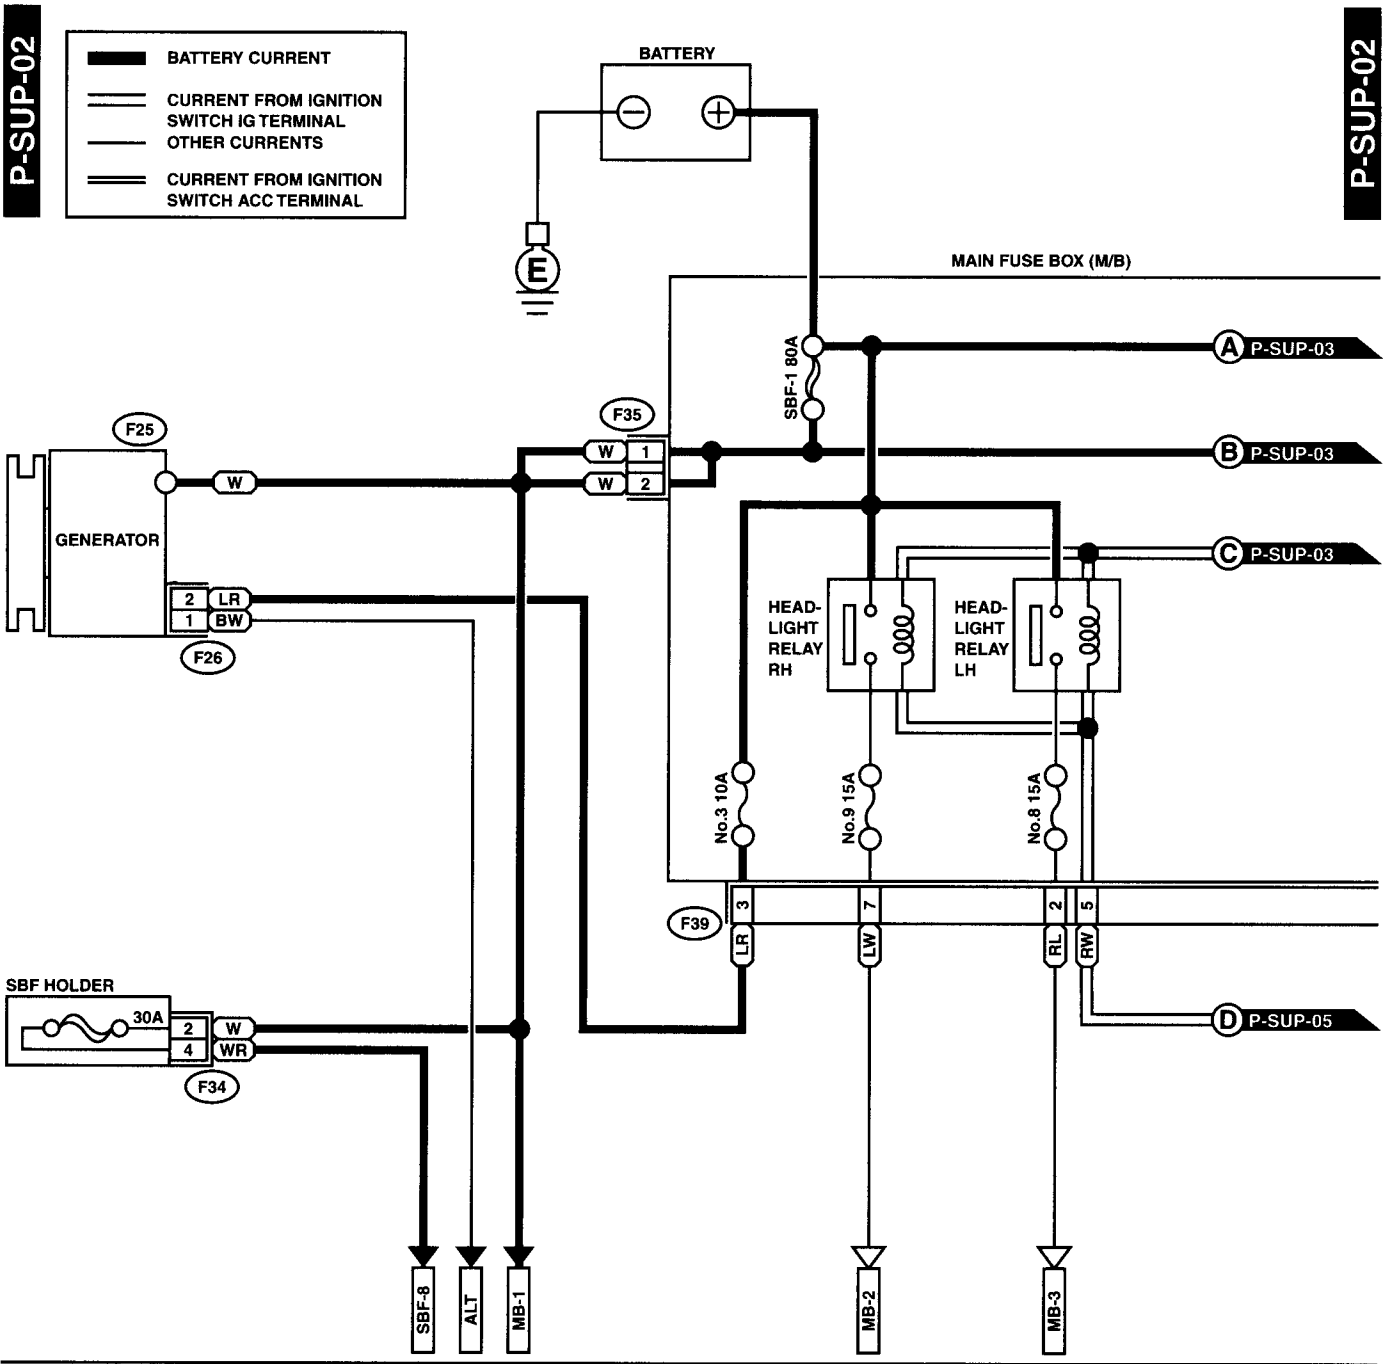 P-SUP-02
P-SUP-02
BATTERY CURRENT
CURRENT FROM IGNITION
SWITCH IG TERMINAL
OTHER CURRENTS
CURRENT FROM IGNITION
SWITCH ACC TERMINAL
BATTERY
−
+
E
MAIN FUSE BOX (M/B)
SBF-1 80A
A P-SUP-03
F35
F25
W 1
B P-SUP-03
W
W 2
GENERATOR
C P-SUP-03
2 LR
1 BW
F26
HEAD-
LIGHT
RELAY
RH
HEAD-
LIGHT
RELAY
LH
No.3 10A
No.9 15A
No.8 15A
F39
3
7
2
5
LR
LW
RL
RW
SBF HOLDER
30A
2 W
4 WR
F34
D P-SUP-05
SBF-8
ALT
MB-1
MB-2
MB-3